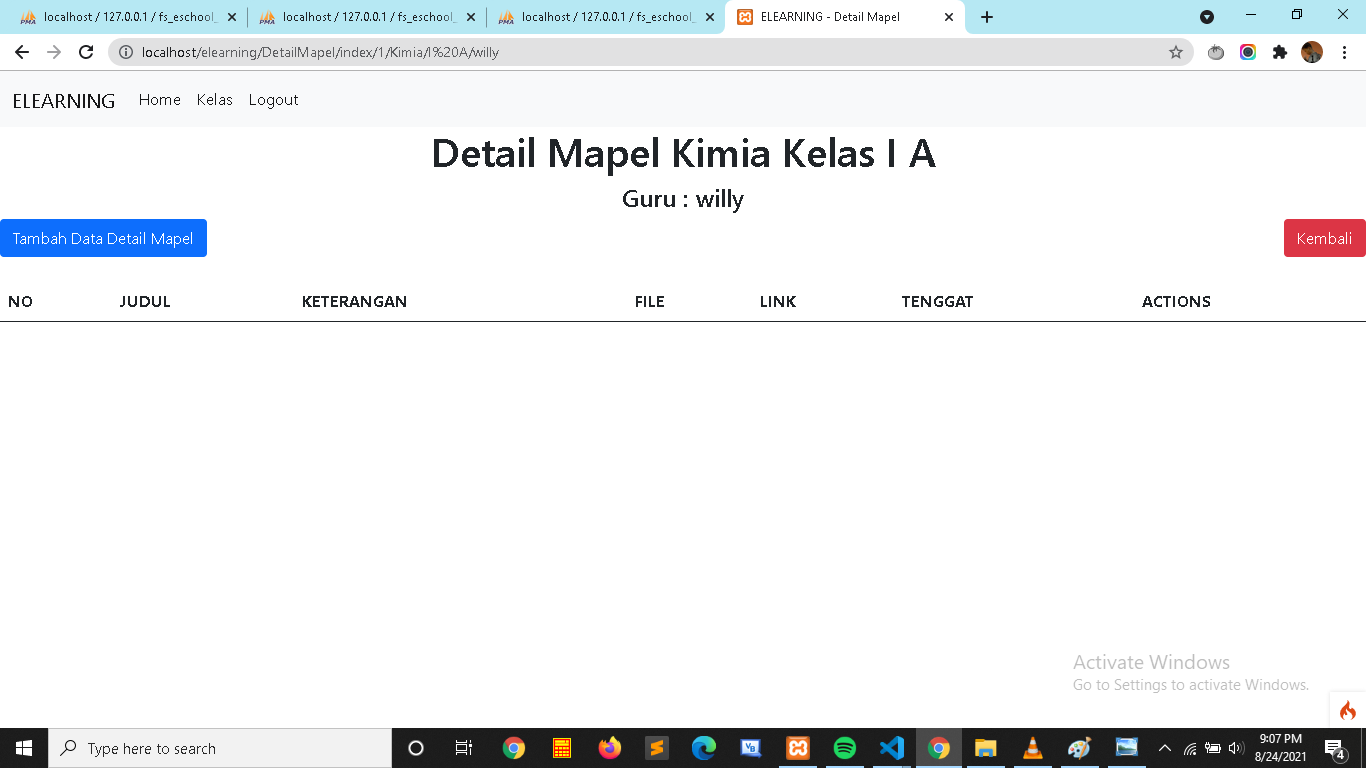 localhost / 127.0.0.1 / fs_eschool_
localhost / 127.0.0.1 / fs_eschool_
localhost / 127.0.0.1 / fs_eschool_
ELEARNING - Detail Mapel
localhost/elearning/DetailMapel/index/1/Kimia/I%20A/willy
ELEARNING Home Kelas Logout
Detail Mapel Kimia Kelas I A
Guru : willy
Tambah Data Detail Mapel Kembali
NO JUDUL KETERANGAN FILE LINK TENGGAT ACTIONS
Activate Windows
Go to Settings to activate Windows.
Type here to search
9:07 PM
8/24/2021
4